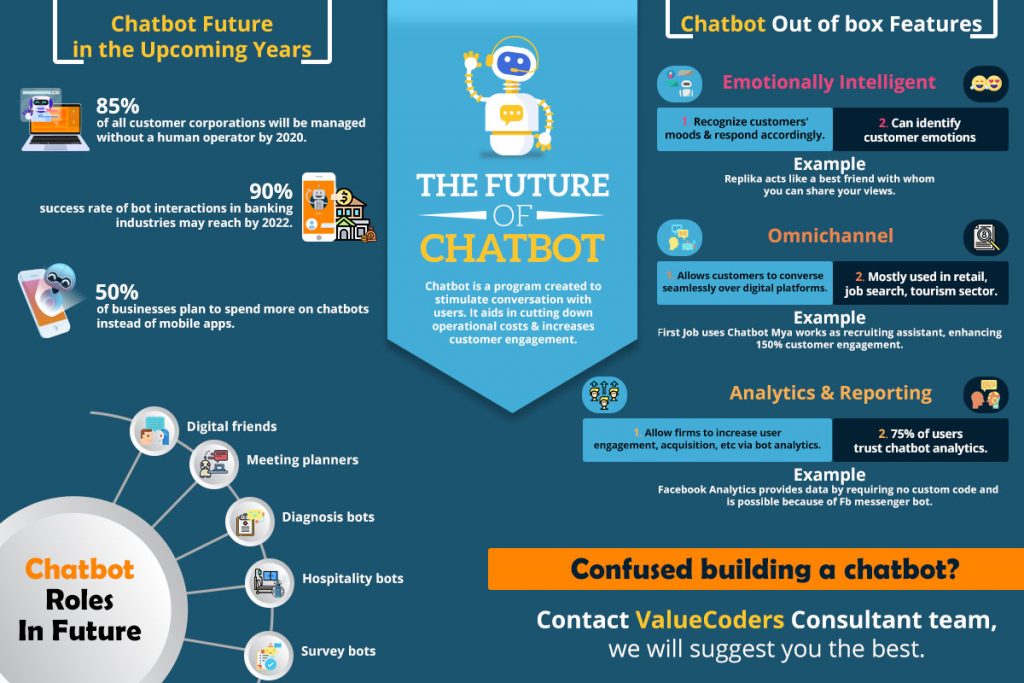 Chatbot Future
in the Upcoming Years
85%
of all customer corporations will be managed
without a human operator by 2020.
90%
success rate of bot interactions in banking
industries may reach by 2022.
50%
of businesses plan to spend more on chatbots
instead of mobile apps.
THE FUTURE
OF
CHATBOT
Chatbot is a program created to
stimulate conversation with
users. It aids in cutting down
operational costs & increases
customer engagement.
Chatbot Out of box Features
Emotionally Intelligent
1. Recognize customers'
moods & respond accordingly.
2. Can identify
customer emotions
Example
Replika acts like a best friend with whom
you can share your views.
Omnichannel
1. Allows customers to converse
seamlessly over digital platforms.
2. Mostly used in retail,
job search, tourism sector.
Example
First Job uses Chatbot Mya works as recruiting assistant, enhancing
150% customer engagement.
Analytics & Reporting
1. Allow firms to increase user
engagement, acquisition, etc via bot analytics.
2. 75% of users
trust chatbot analytics.
Example
Facebook Analytics provides data by requiring no custom code and
is possible because of Fb messenger bot.
Chatbot
Roles
In Future
Digital friends
Meeting planners
Diagnosis bots
Hospitality bots
Survey bots
Confused building a chatbot?
Contact ValueCoders Consultant team,
we will suggest you the best.